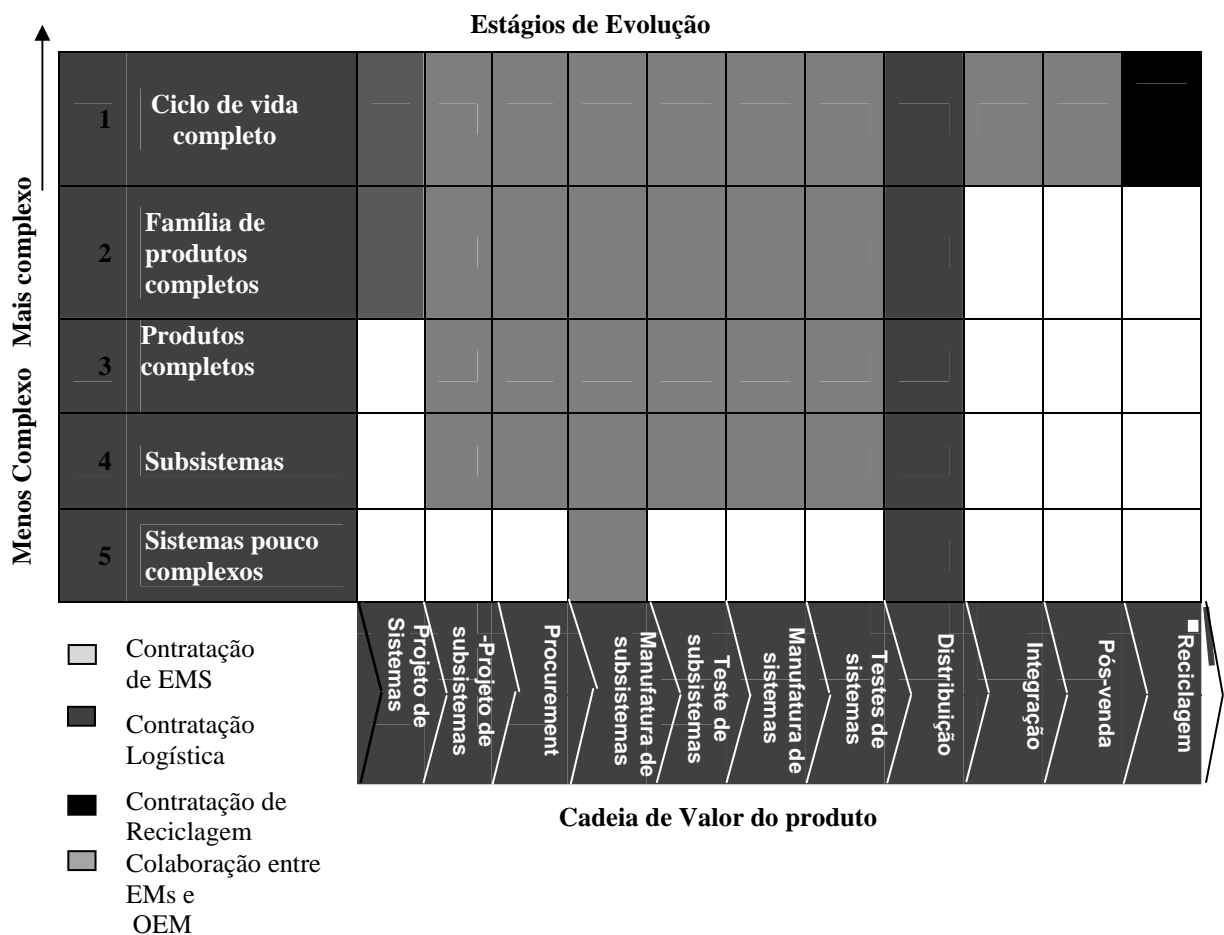 Estágios de Evolução
Mais complexo
Menos Complexo
1
Ciclo de vida
completo
2
Família de
produtos
completos
3
Produtos
completos
4
Subsistemas
5
Sistemas pouco
complexos
Projeto de
Sistemas
-Projeto de
subsistemas
Procurement
Manufatura de
subsistemas
Teste de
subsistemas
Manufatura de
sistemas
Testes de
sistemas
Distribuição
Integração
Pós-venda
Reciclagem
Cadeia de Valor do produto
Contratação
de EMS
Contratação
Logística
Contratação de
Reciclagem
Colaboração entre
EMs e
OEM